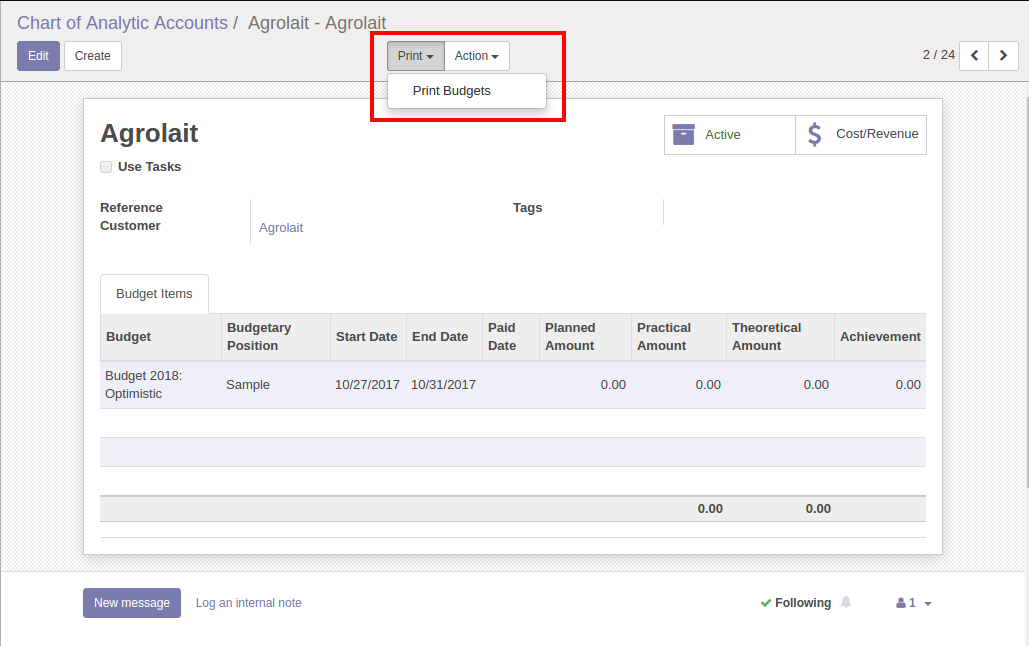 Chart of Analytic Accounts / Agrolait - Agrolait
Edit Create Print Action 2 / 24
Print Budgets
Agrolait
Active Cost/Revenue
Use Tasks
Reference Tags
Customer Agrolait
Budget Items
Budget Budgetary Position Start Date End Date Paid Date Planned Amount Practical Amount Theoretical Amount Achievement
Budget 2018: Optimistic Sample 10/27/2017 10/31/2017 0.00 0.00 0.00 0.00
0.00 0.00
New message Log an internal note Following 1